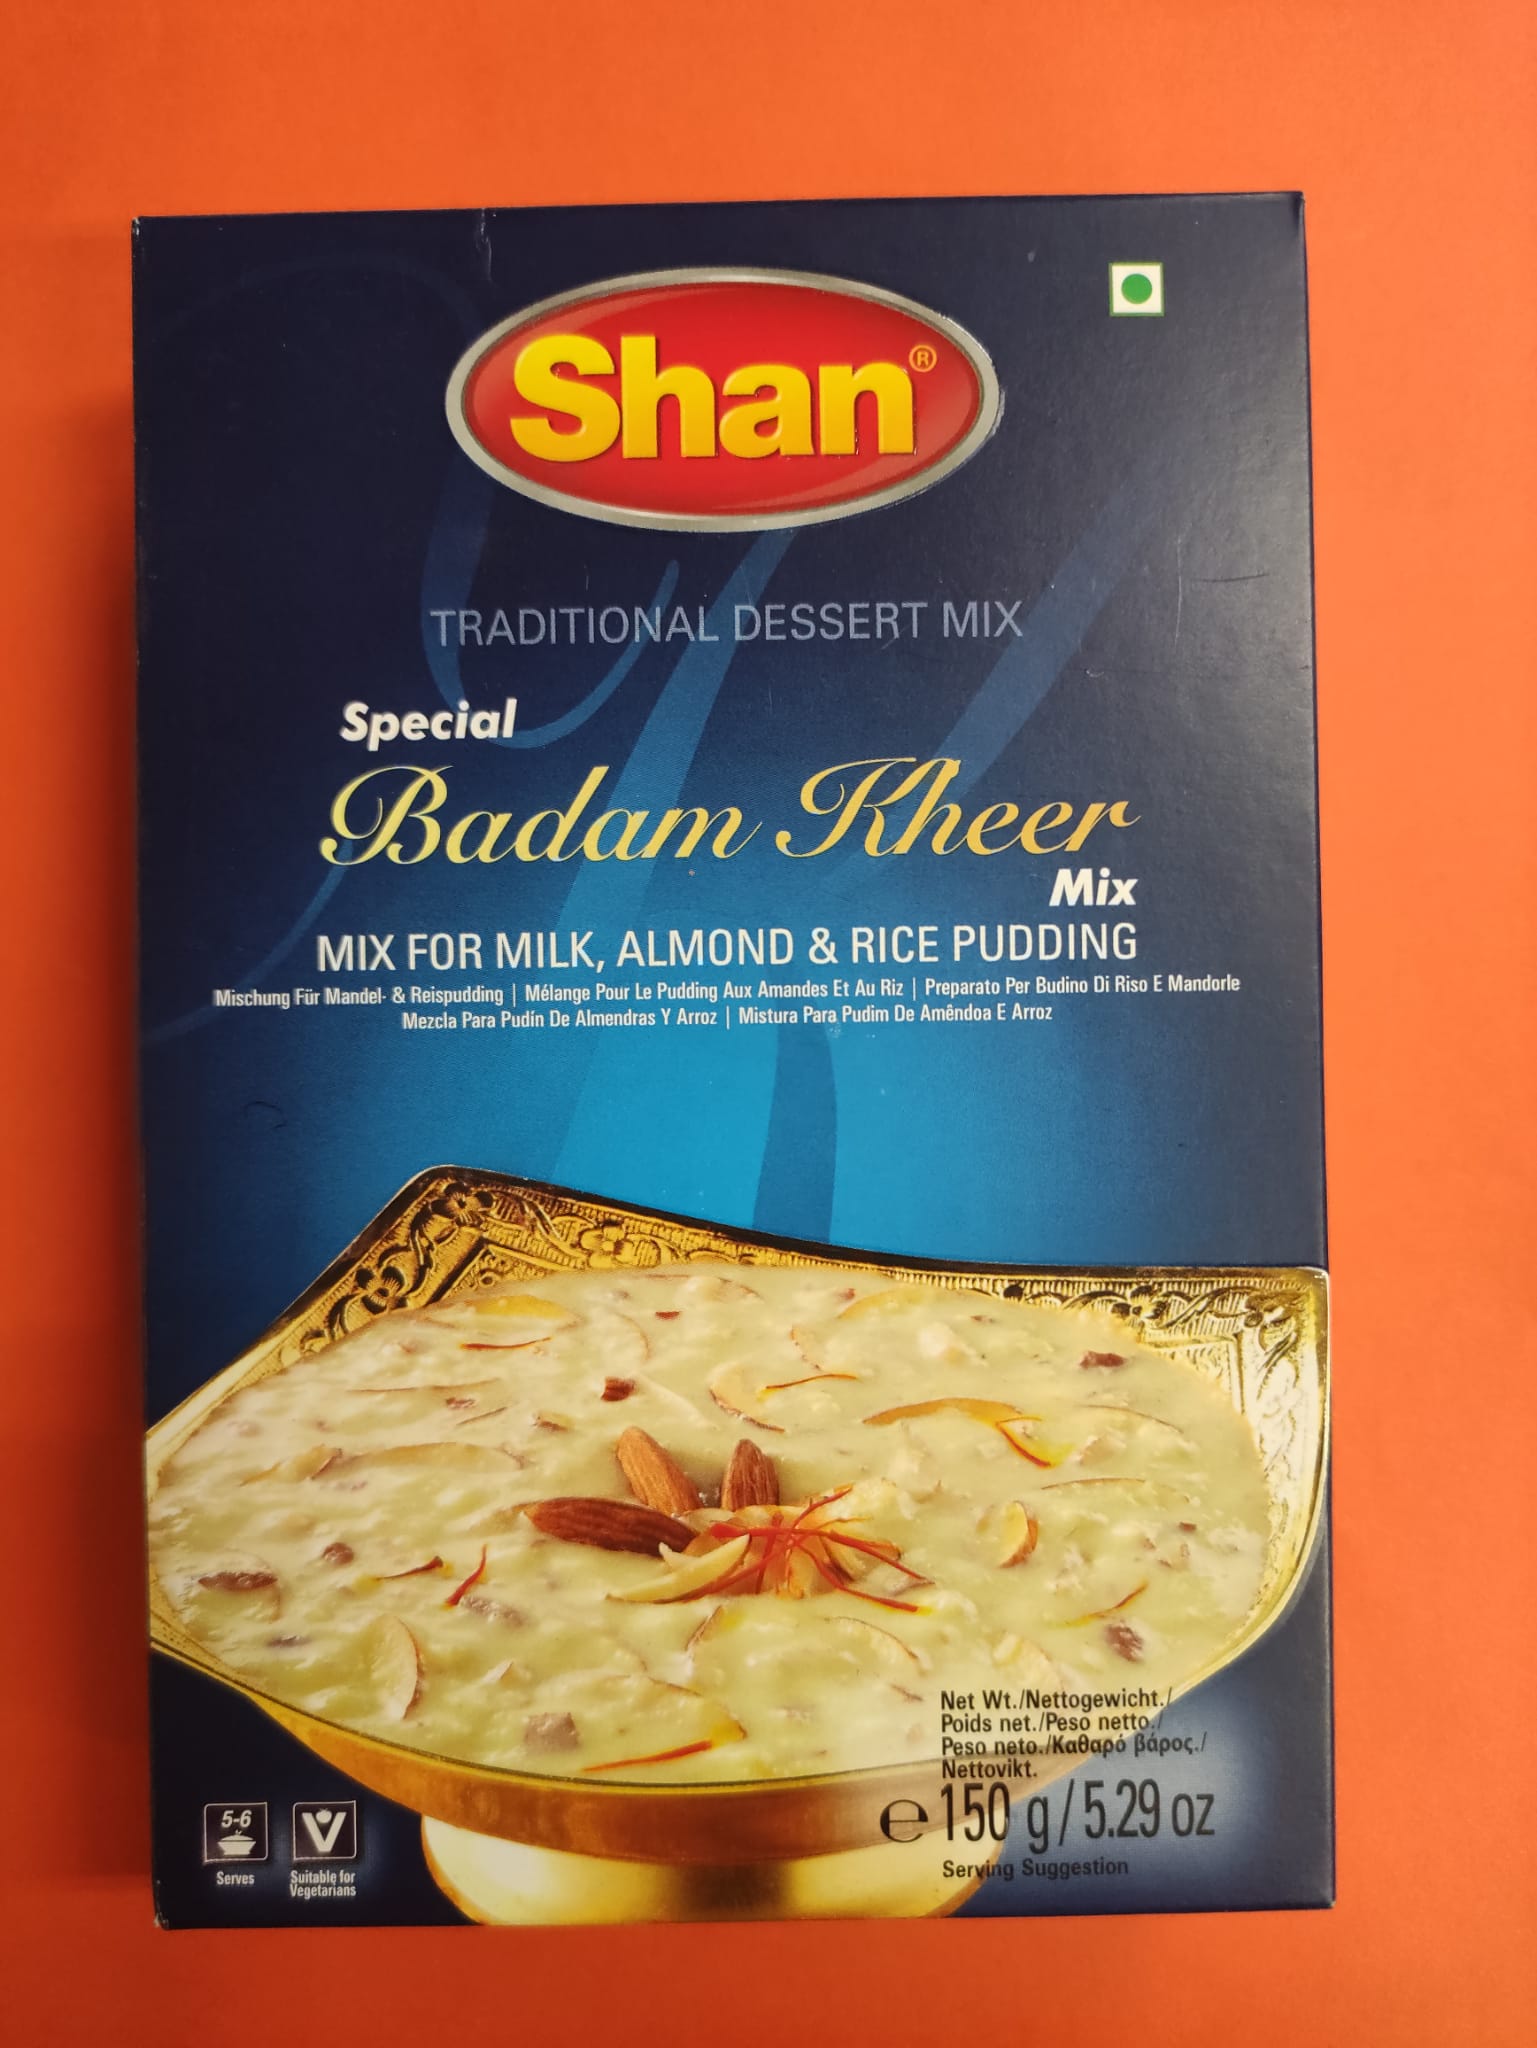 Shan®
TRADITIONAL DESSERT MIX
Special
Badam Kheer
Mix
MIX FOR MILK, ALMOND & RICE PUDDING
Mischung Für Mandel- & Reispudding | Mélange Pour Le Pudding Aux Amandes Et Au Riz | Preparato Per Budino Di Riso E Mandorle
Mezcla Para Pudín De Almendras Y Arroz | Mistura Para Pudim De Amêndoa E Arroz
Net Wt./Nettogewicht./
Poids net./Peso netto./
Peso neto./Καθαρό βάρος./
Nettovikt.
℮ 150 g/5.29 oz
Serving Suggestion
5-6
Serves
V
Suitable for
Vegetarians